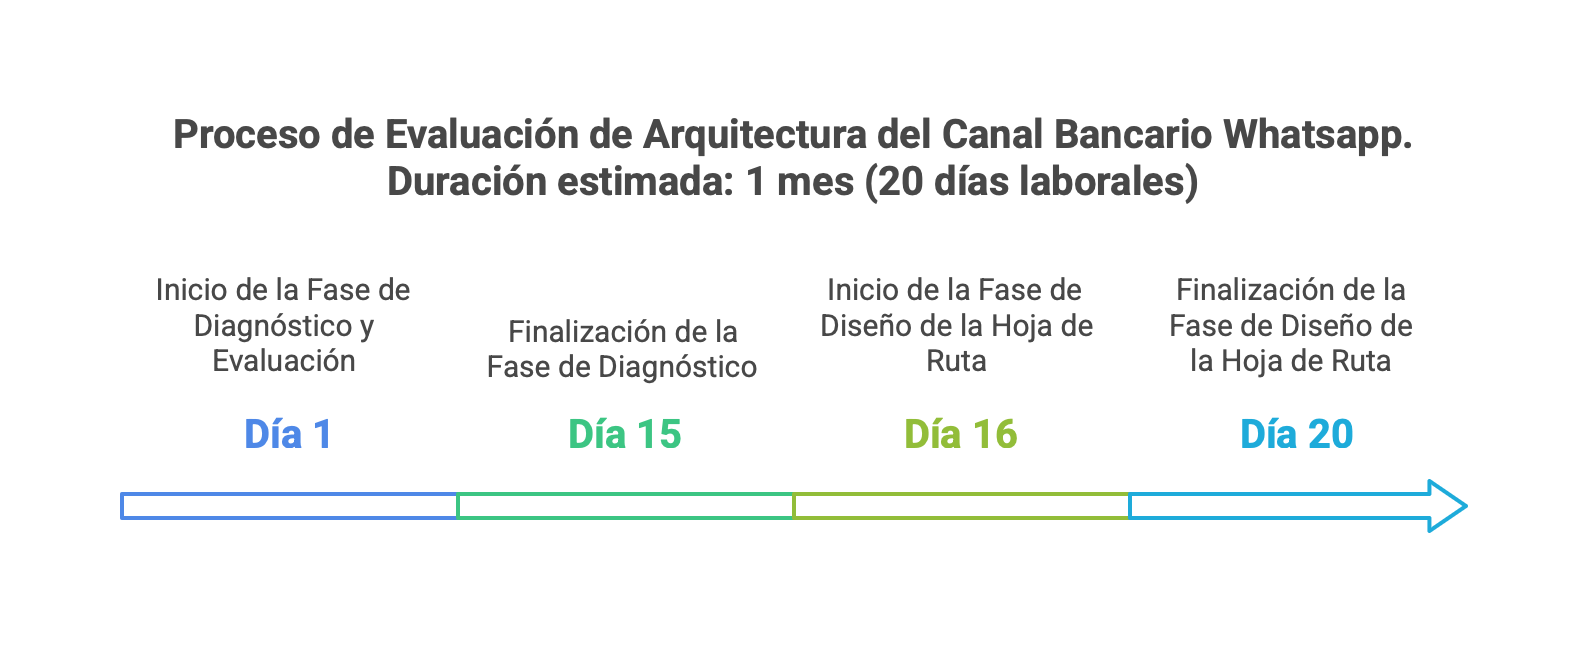 Proceso de Evaluación de Arquitectura del Canal Bancario Whatsapp.
Duración estimada: 1 mes (20 días laborales)
Inicio de la Fase de
Diagnóstico y
Evaluación
Día 1
Finalización de la
Fase de Diagnóstico
Día 15
Inicio de la Fase de
Diseño de la Hoja de
Ruta
Día 16
Finalización de la
Fase de Diseño de
la Hoja de Ruta
Día 20